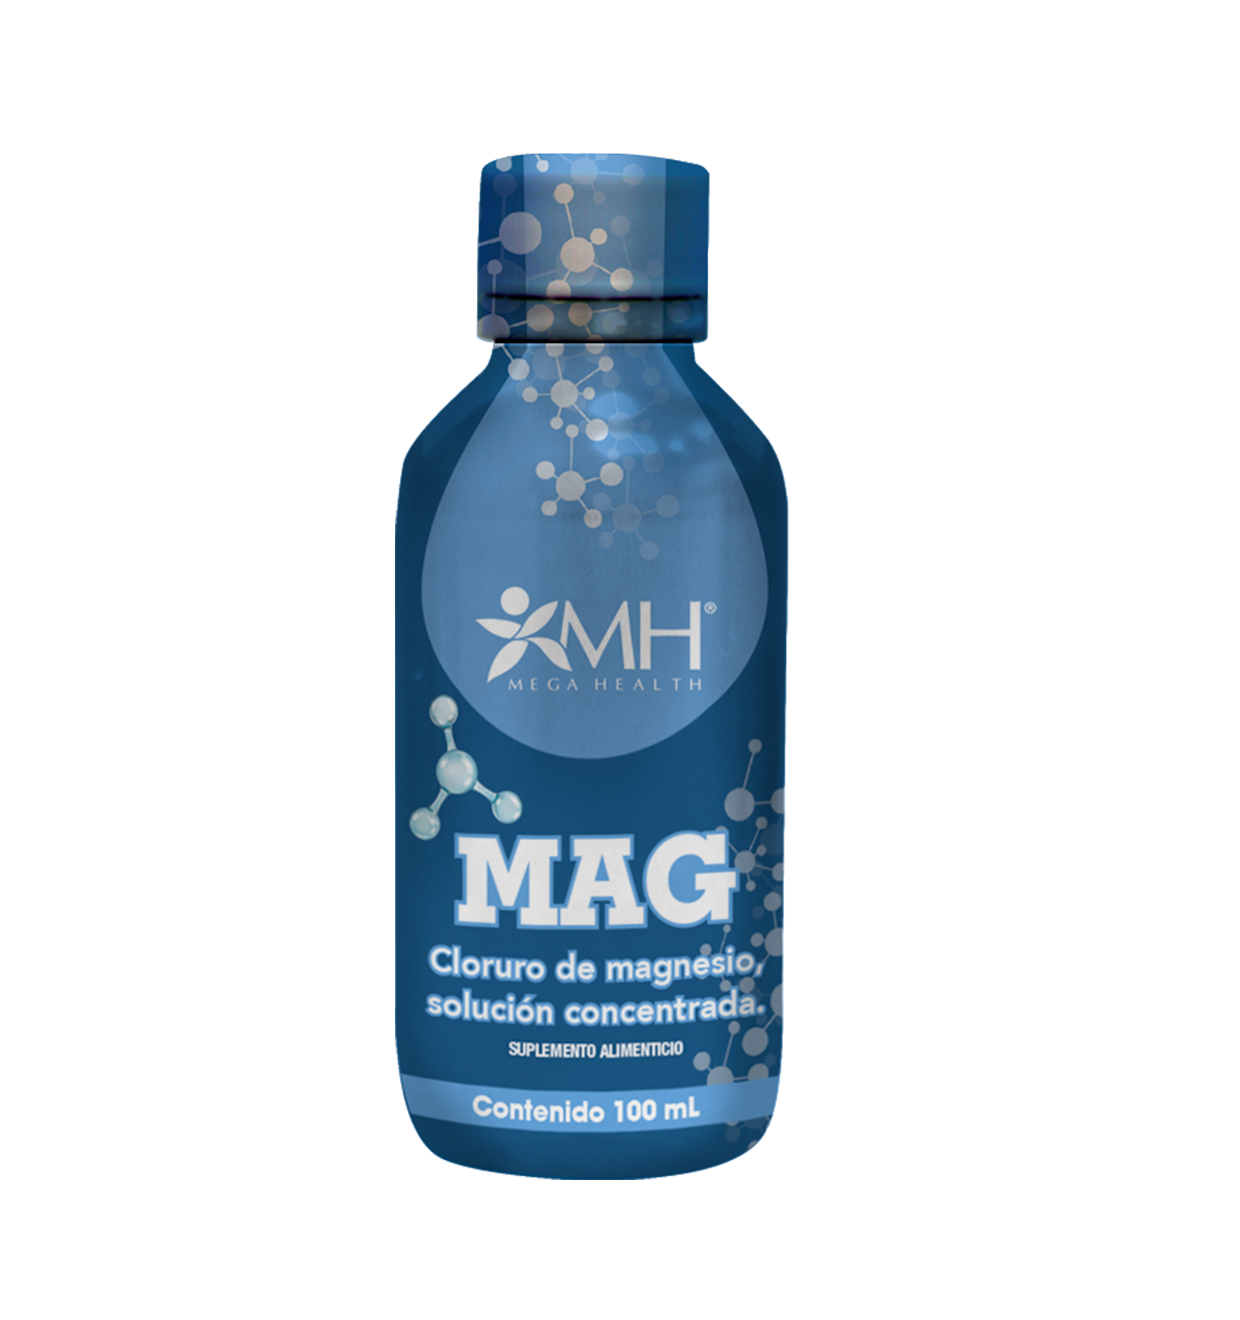 MH®
MEGA HEALTH
MAG
Cloruro de magnesio,
solución concentrada.
SUPLEMENTO ALIMENTICIO
Contenido 100 mL